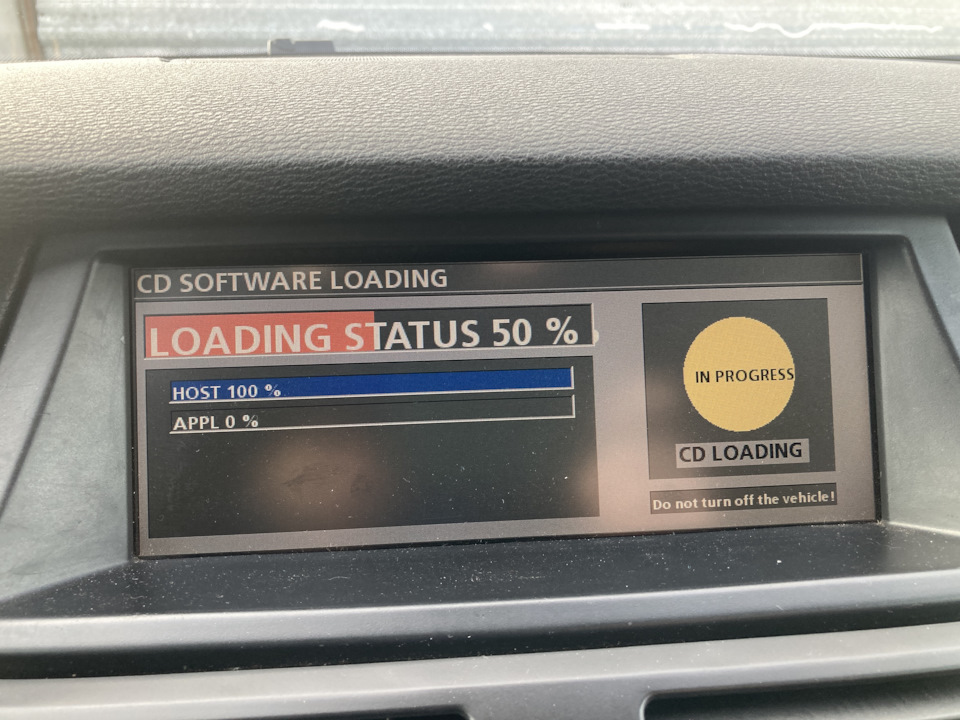 CD SOFTWARE LOADING
LOADING STATUS 50 %
HOST 100 %
APPL 0 %
IN PROGRESS
CD LOADING
Do not turn off the vehicle!